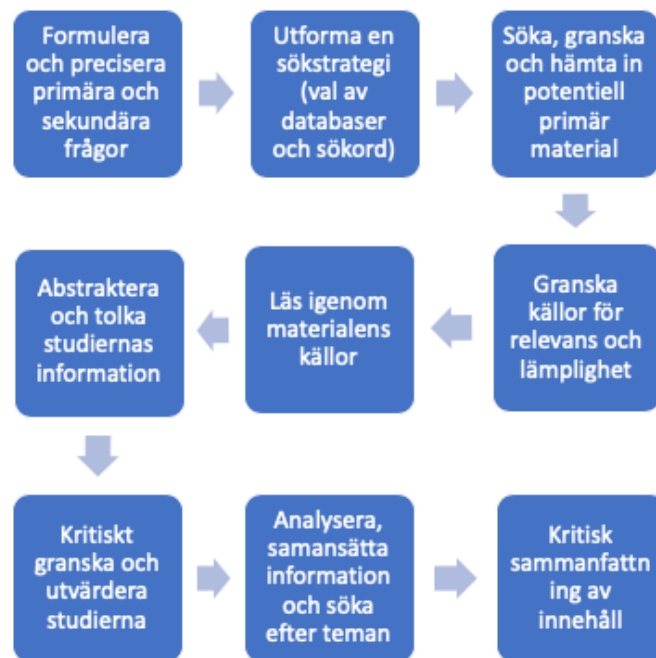 Formulera
och precisera
primära och
sekundära
frågor
Utforma en
sökstrategi
(val av
databaser
och sökord)
Söka, granska
och hämta in
potentiell
primär
material
Granska
källor för
relevans och
lämplighet
Läs igenom
materialens
källor
Abstraktera
och tolka
studiernas
information
Kritiskt
granska och
utvärdera
studierna
Analysera,
samansätta
information
och söka
efter teman
Kritisk
sammanfattn
ing av
innehåll